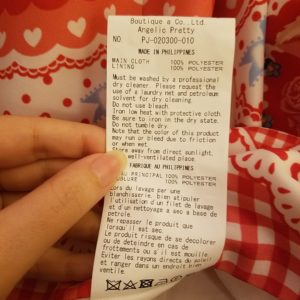 Boutique a Co.,Ltd
Angelic Pretty
NO. PJ-020300-010
MADE IN PHILIPPINES
MAIN CLOTH 100% POLYESTER
LINING 100% POLYESTER
Must be washed by a professional
dry cleaner. Please request the
use of a laundry net and petroleum
solvent for dry cleaning.
Do not use bleach
Iron low heat with protective cloth
Be sure to iron in the dry state.
Do not tumble dry.
Note that the color of this product
may run or bleed due to friction
or when wet
Store away from direct sunlight,
well-ventilated place.
FABRIQUE AU PHILIPPINES
PRINCIPAL 100% POLYESTER
100% POLYESTER
Lors du lavage par une
blanchisserie, bien stipuler
l'utilisation d'un filet de lavage
et d'un nettoyage a sec a base de
petrole.
Ne repasser le produit que
lorsqu'il est sec.
Ce produit risque de se decolorer
ou de deteindre en cas de
frottements ou s il est mouille.
Eviter les rayons directs du soleil
et ranger dans un endroit bien
ventile.